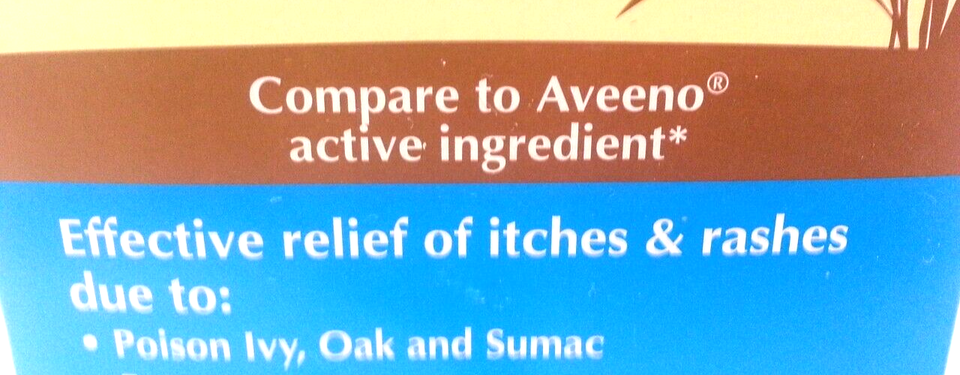 Compare to Aveeno®
active ingredient*
Effective relief of itches & rashes
due to:
• Poison Ivy, Oak and Sumac